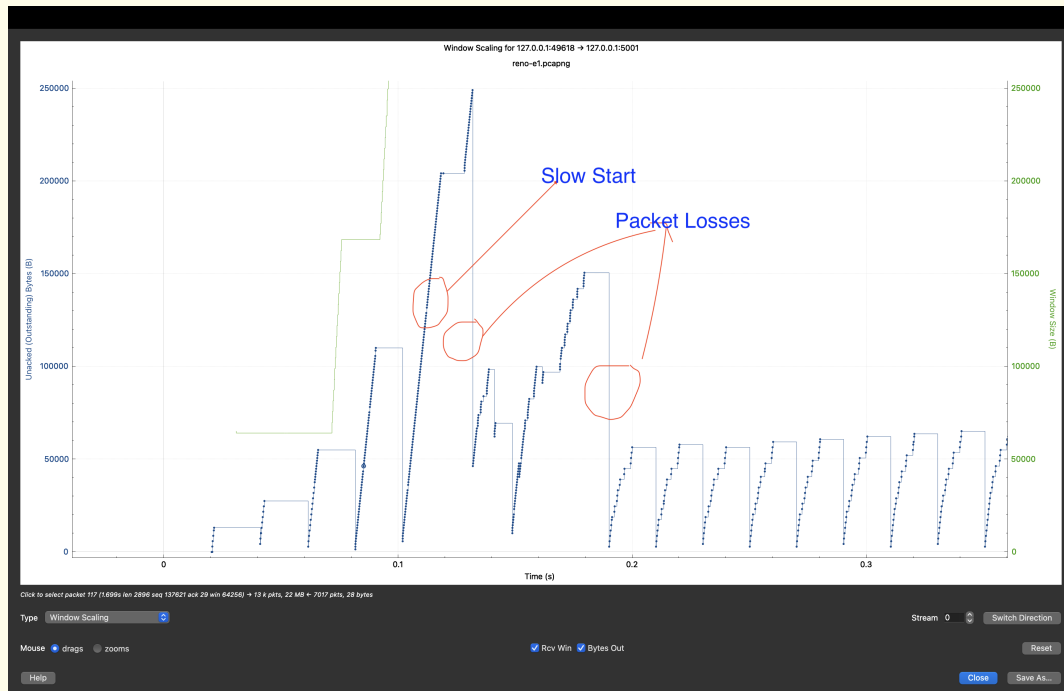 Window Scaling for 127.0.0.1:49618 → 127.0.0.1:5001
reno-e1.pcapng
250000
200000
150000
100000
50000
0
Unacked (Outstanding) Bytes (B)
250000
200000
150000
100000
50000
0
Window Size (B)
Slow Start
Packet Losses
0
0.1
0.2
0.3
Time (s)
Click to select packet 117 (1.699s len 2896 seq 137621 ack 29 win 64256) → 13 k pkts, 22 MB ← 7017 pkts, 28 bytes
Type Window Scaling Stream 0 Switch Direction
Mouse drags zooms Rcv Win Bytes Out Reset
Help Close Save As...